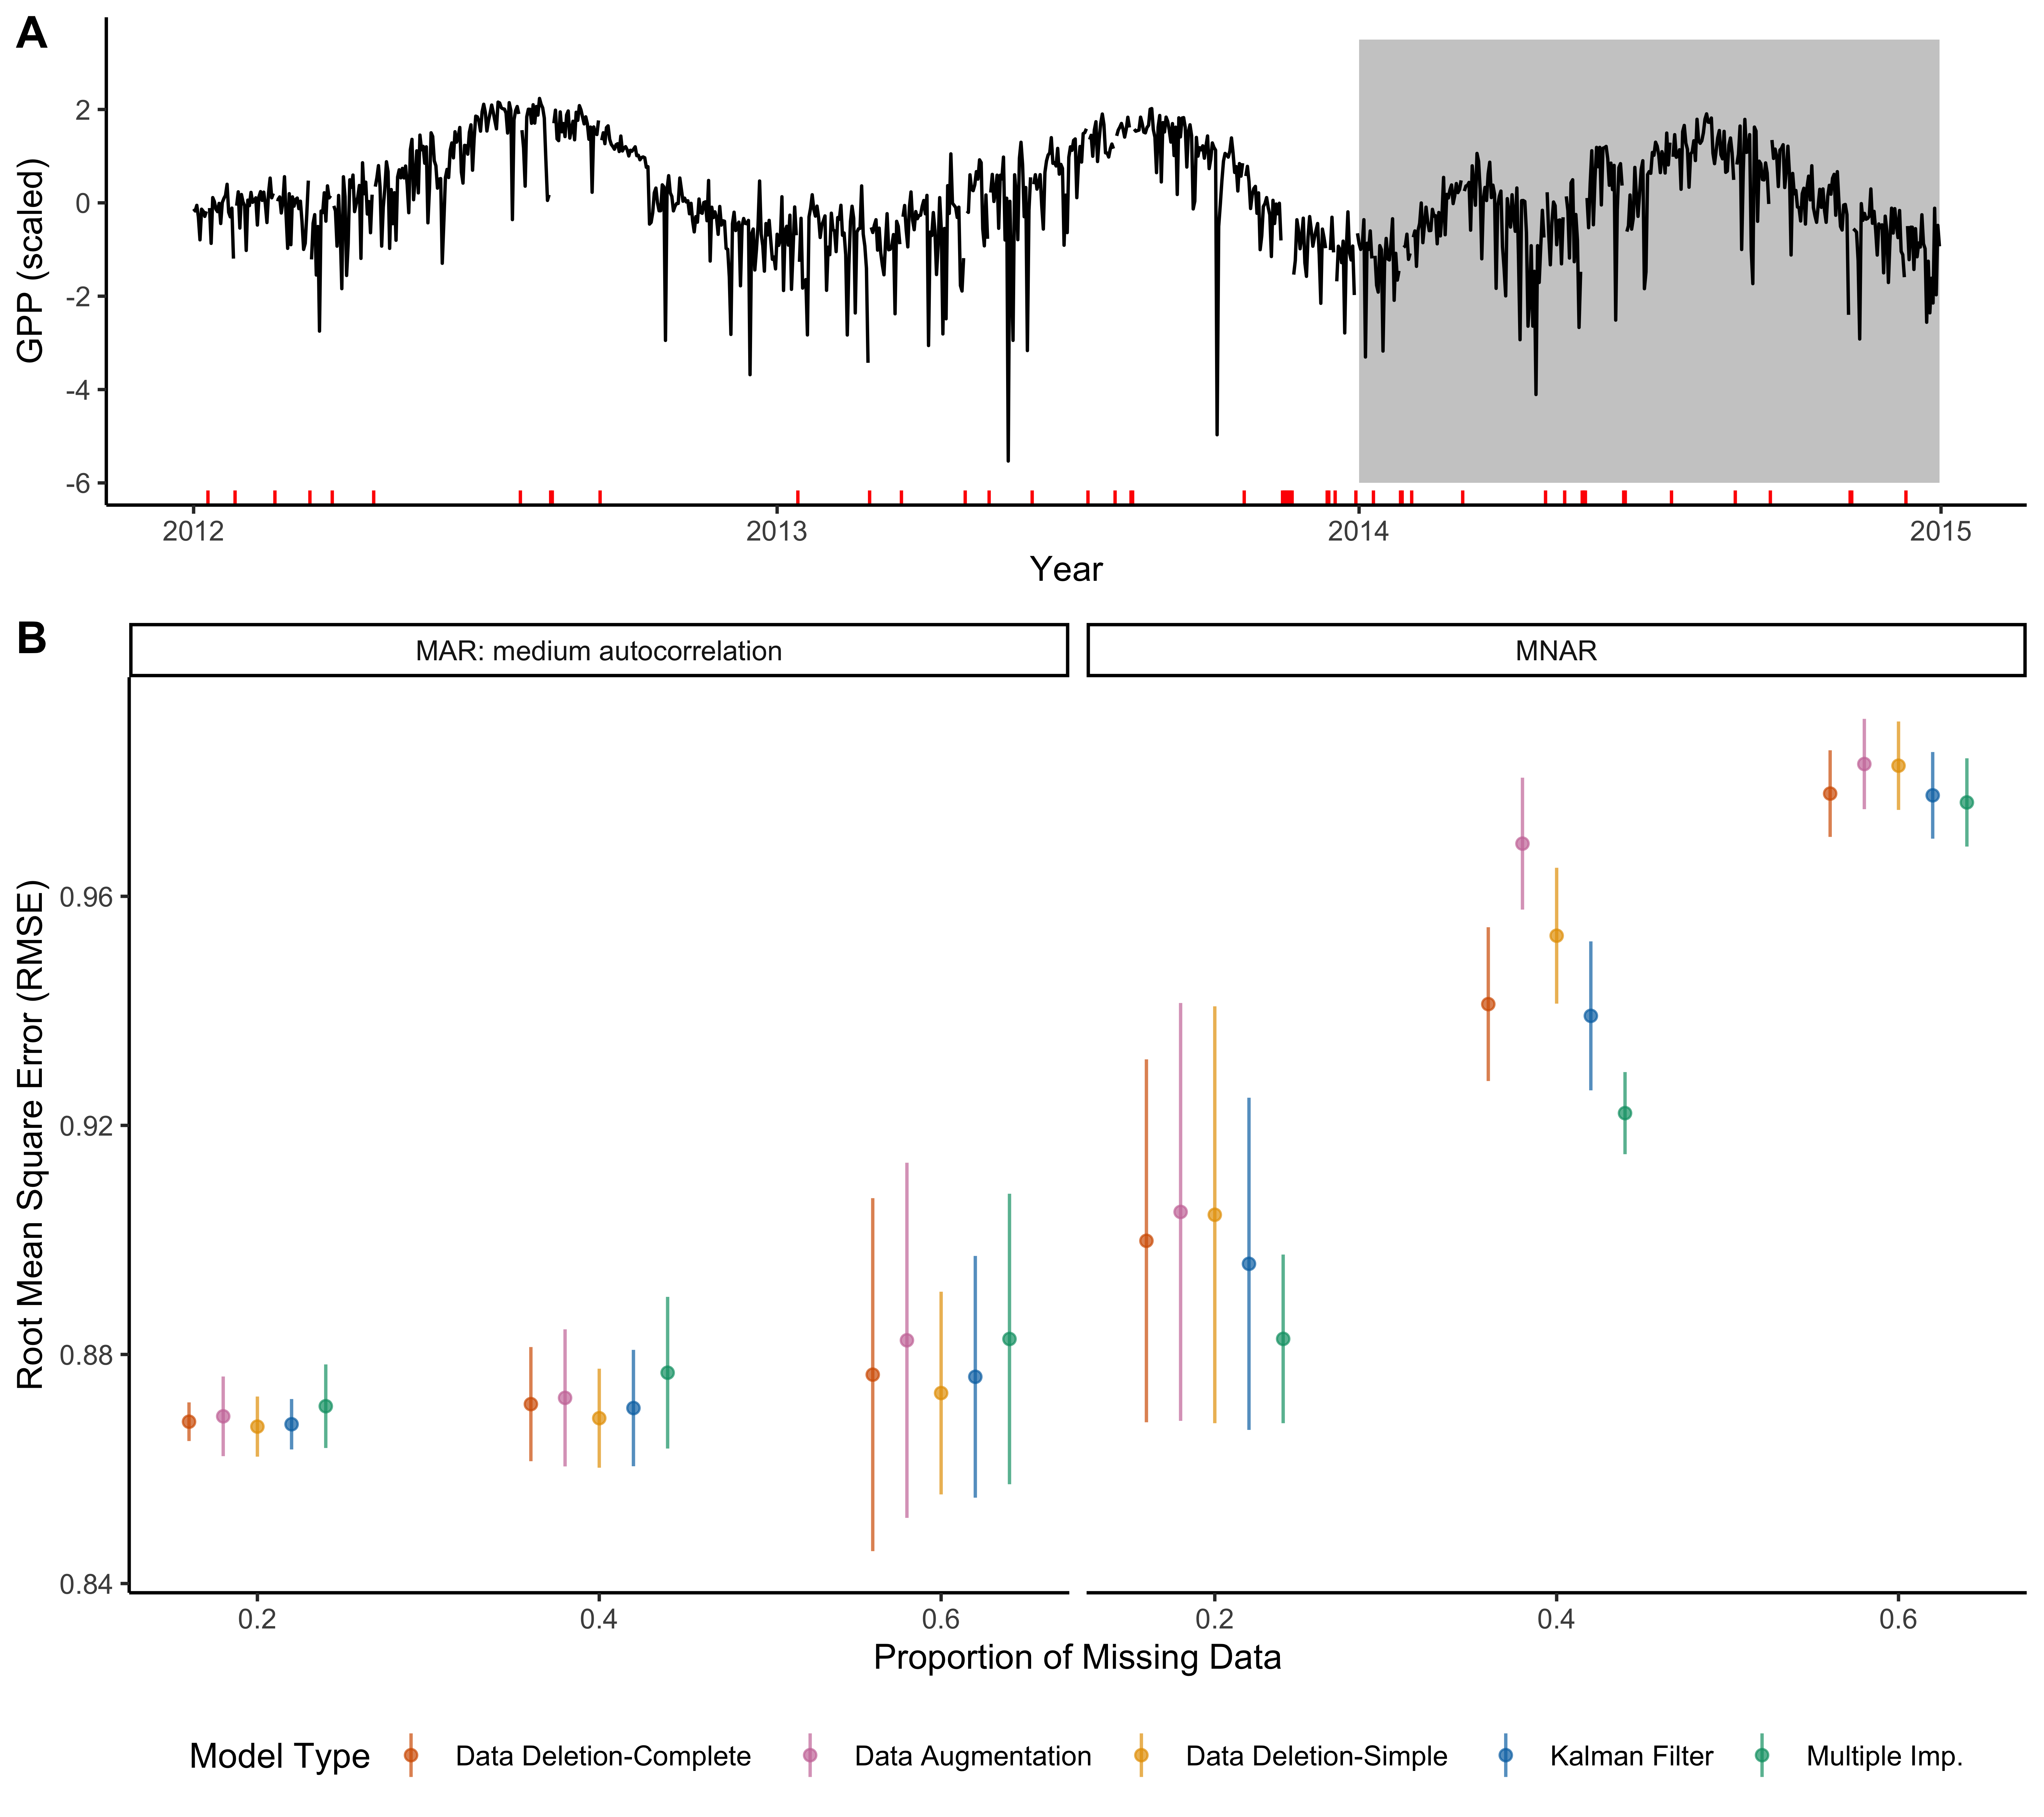 A
GPP (scaled)
2
0
-2
-4
-6
2012 2013 2014 2015
Year
B
MAR: medium autocorrelation MNAR
Root Mean Square Error (RMSE)
0.96
0.92
0.88
0.84
0.2 0.4 0.6 0.2 0.4 0.6
Proportion of Missing Data
Model Type Data Deletion-Complete Data Augmentation Data Deletion-Simple Kalman Filter Multiple Imp.